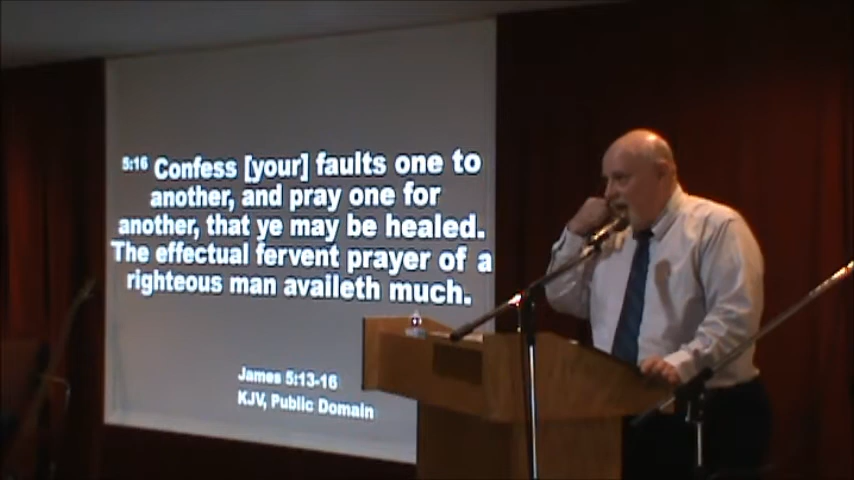 5:16 Confess [your] faults one to
another, and pray one for
another, that ye may be healed.
The effectual fervent prayer of a
righteous man availeth much.
James 5:13-16
KJV, Public Domain